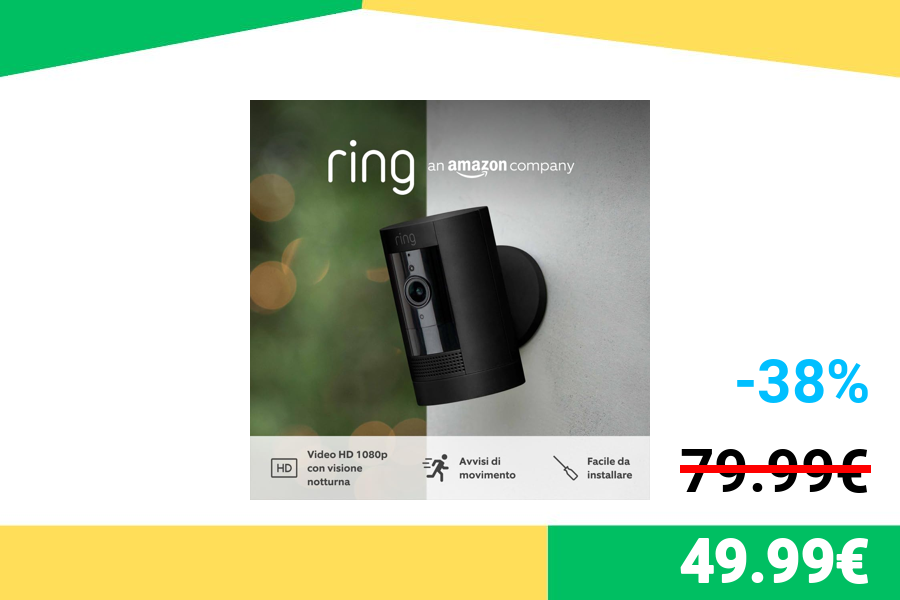 ring an amazon company
ring
HD
Video HD 1080p
con visione
notturna
Avvisi di
movimento
Facile da
installare
-38%
79.99€
49.99€